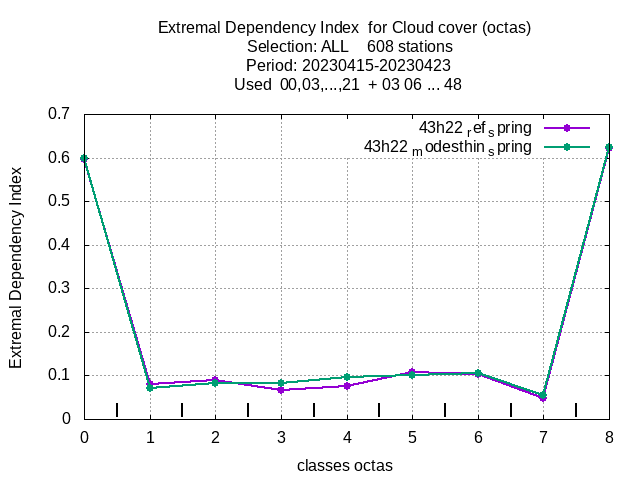 Extremal Dependency Index  for Cloud cover (octas)
Selection: ALL    608 stations
Period: 20230415-20230423
Used  00,03,...,21  + 03 06 ... 48
43h22 ref spring
43h22 modesthin spring
Extremal Dependency Index
0.7
0.6
0.5
0.4
0.3
0.2
0.1
0
0 1 2 3 4 5 6 7 8
classes octas